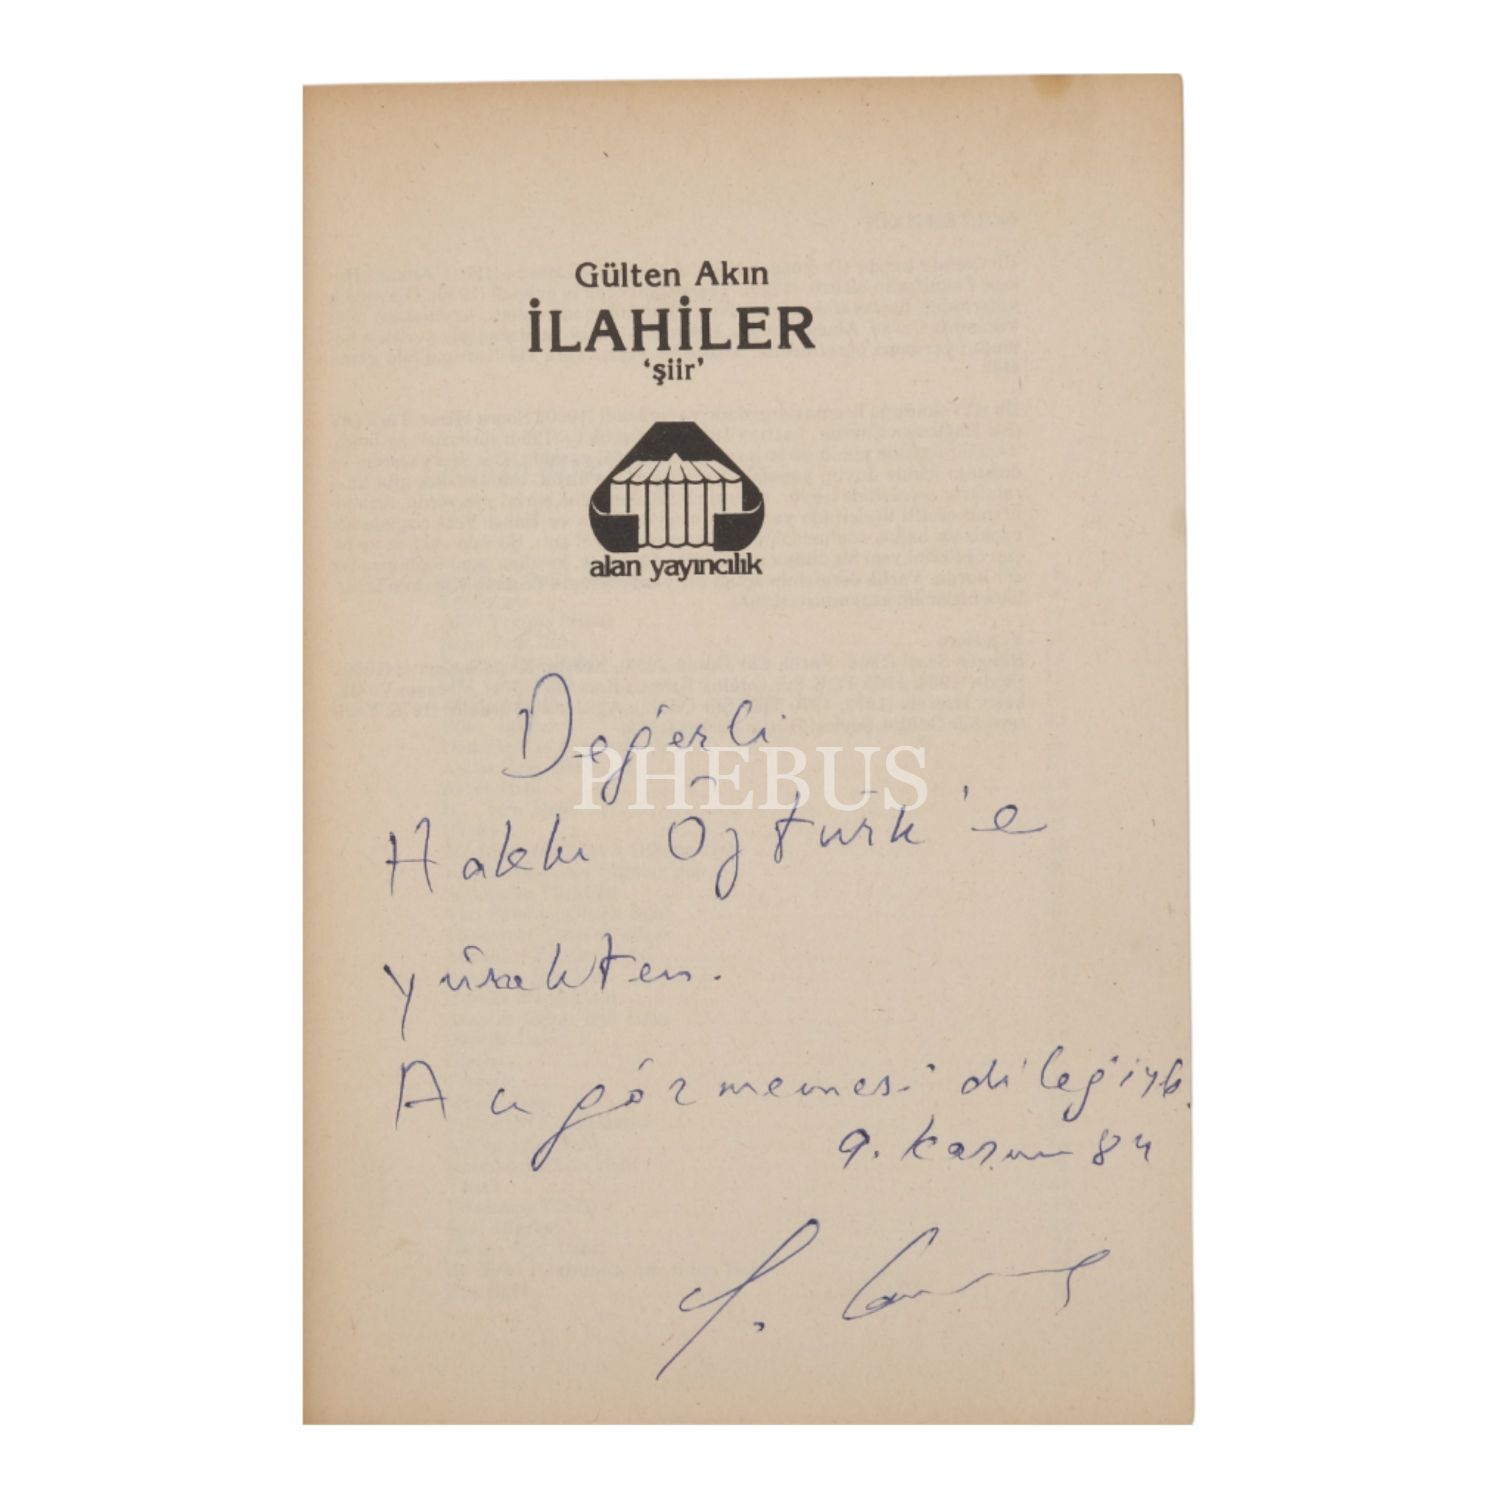 Gülten Akın
İLAHİLER
'şiir'
alan yayıncılık
Değerli
PHEBUS
Hakkı Öztürk'e
yürekten.
Acı görmemesi dileğiyle.
9. Kasım 84